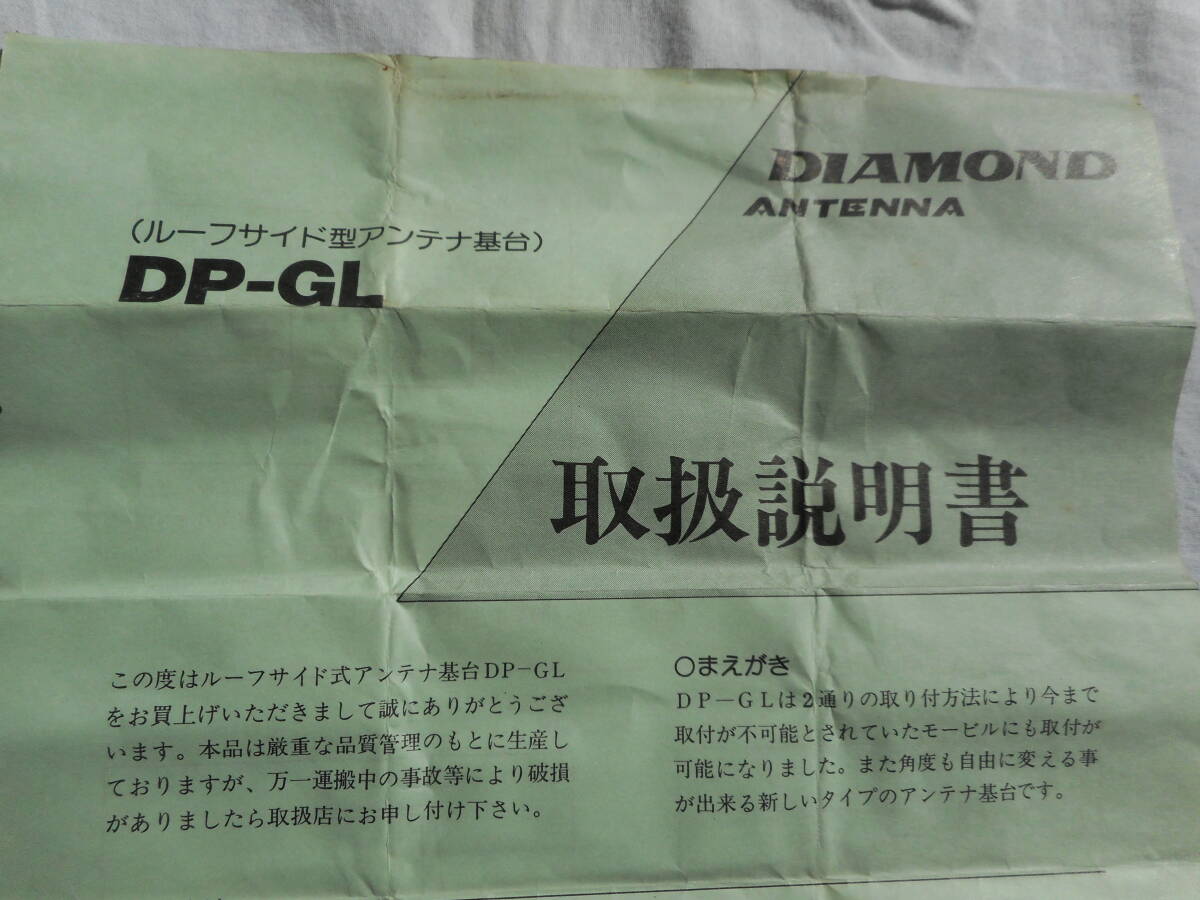 DIAMOND
ANTENNA
(ルーフサイド型アンテナ基台)
DP-GL
取扱説明書
この度はルーフサイド式アンテナ基台DP-GL
をお買上げいただきまして誠にありがとうござ
います。本品は厳重な品質管理のもとに生産し
ておりますが、万一運搬中の事故等により破損
がありましたら取扱店にお申し付け下さい。
○まえがき
DP-GLは2通りの取り付方法により今まで
取付が不可能とされていたモービルにも取付が
可能になりました。また角度も自由に変える事
が出来る新しいタイプのアンテナ基台です。